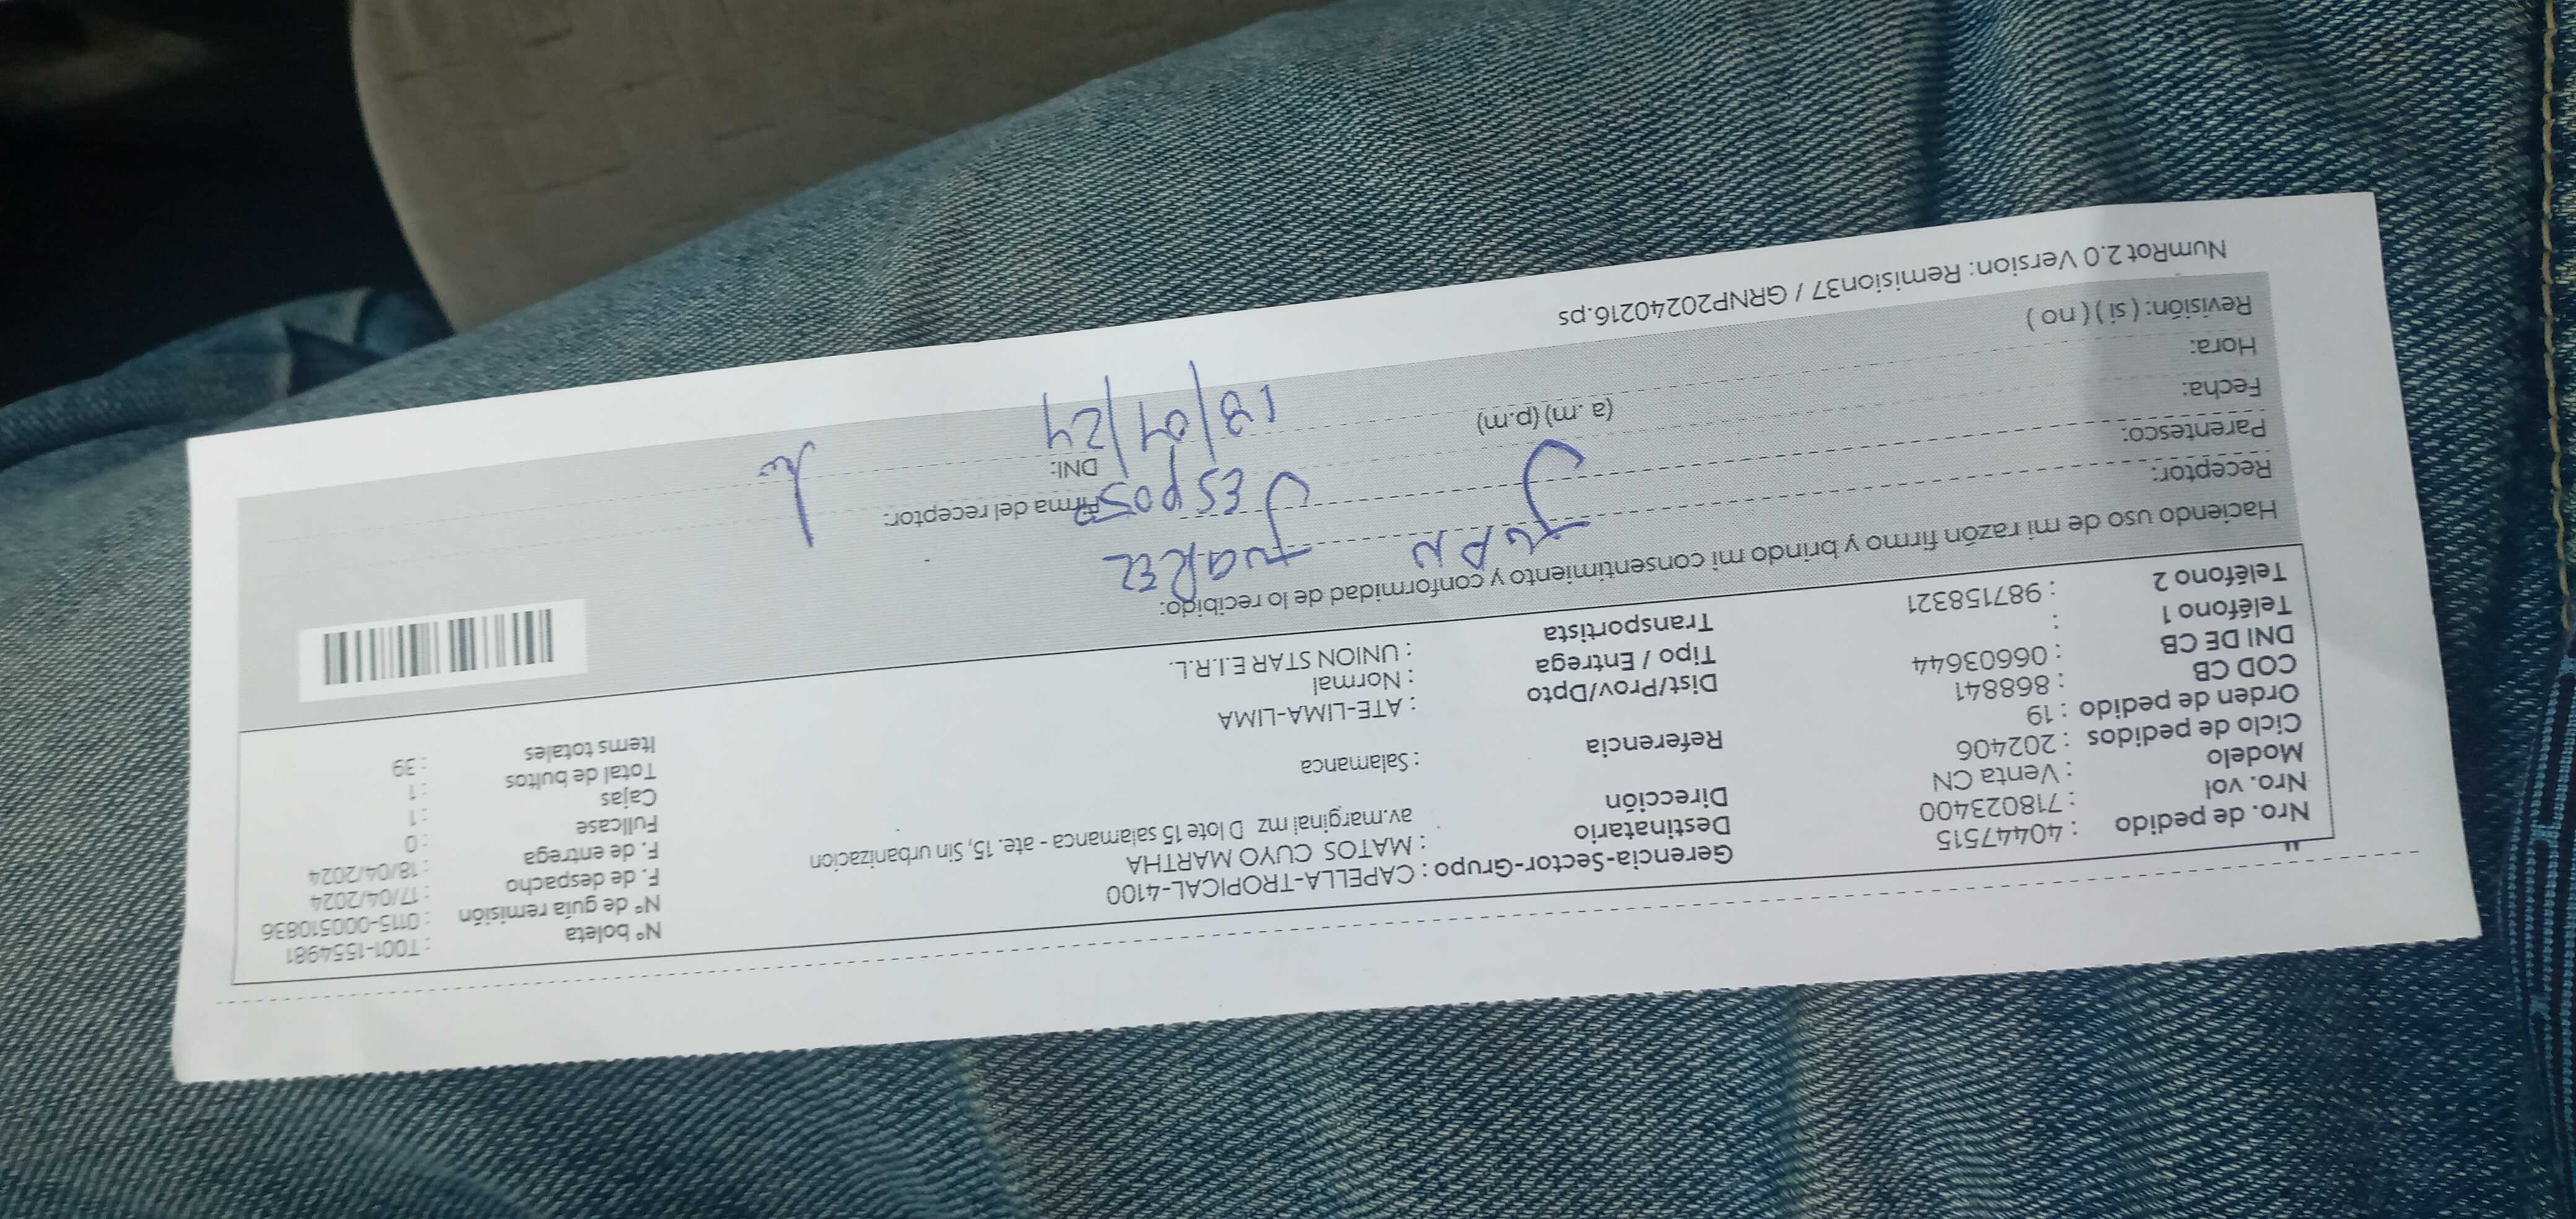 Nro. de pedido : 40447515
Nro. vol : 718023400
Modelo : Venta CN
Ciclo de pedidos : 202406
Orden de pedido : 19
COD CB : 868841
DNI DE CB : 06603644
Teléfono 1 :
Teléfono 2 : 987158321
Gerencia-Sector-Grupo : CAPELLA-TROPICAL-4100
Destinatario : MATOS CUYO MARTHA
Dirección av.marginal mz D lote 15 salamanca - ate. 15, Sin urbanizacion
Referencia : Salamanca
Dist/Prov/Dpto : ATE-LIMA-LIMA
Tipo / Entrega : Normal
Transportista : UNION STAR E.I.R.L.
N° boleta : T001-1554981
N° de guía remisión : 0115-000510836
F. de despacho : 17/04/2024
F. de entrega : 18/04/2024
Fullcase : 0
Cajas : 1
Total de bultos : 1
Items totales : 39
Haciendo uso de mi razón firmo y brindo mi consentimiento y conformidad de lo recibido:
Receptor: JUAN JUAREZ
Parentesco: ESPOSO
Fecha: 18/04/24
Hora: (a .m) (p.m)
Revisión: ( si ) ( no )
Firma del receptor:
DNI:
NumRot 2.0 Version: Remision37 / GRNP20240216.ps